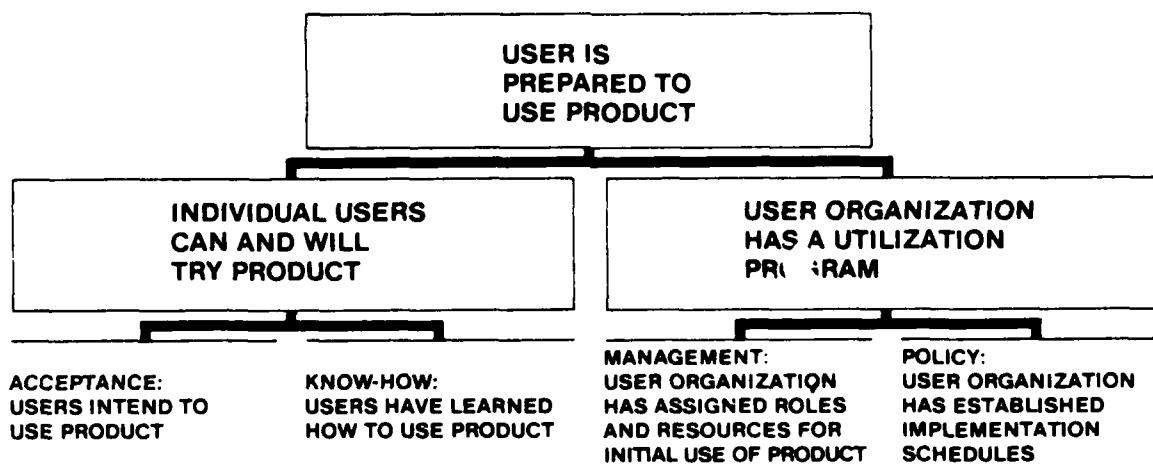 USER IS
PREPARED TO
USE PRODUCT
INDIVIDUAL USERS
CAN AND WILL
TRY PRODUCT
USER ORGANIZATION
HAS A UTILIZATION
ACCEPTANCE:
USERS INTEND TO
USE PRODUCT
KNOW-HOW:
USERS HAVE LEARNED
HOW TO USE PRODUCT
MANAGEMENT:
USER ORGANIZATION
HAS ASSIGNED ROLES
AND RESOURCES FOR
INITIAL USE OF PRODUCT
POLICY:
USER ORGANIZATION
HAS ESTABLISHED
IMPLEMENTATION
SCHEDULES